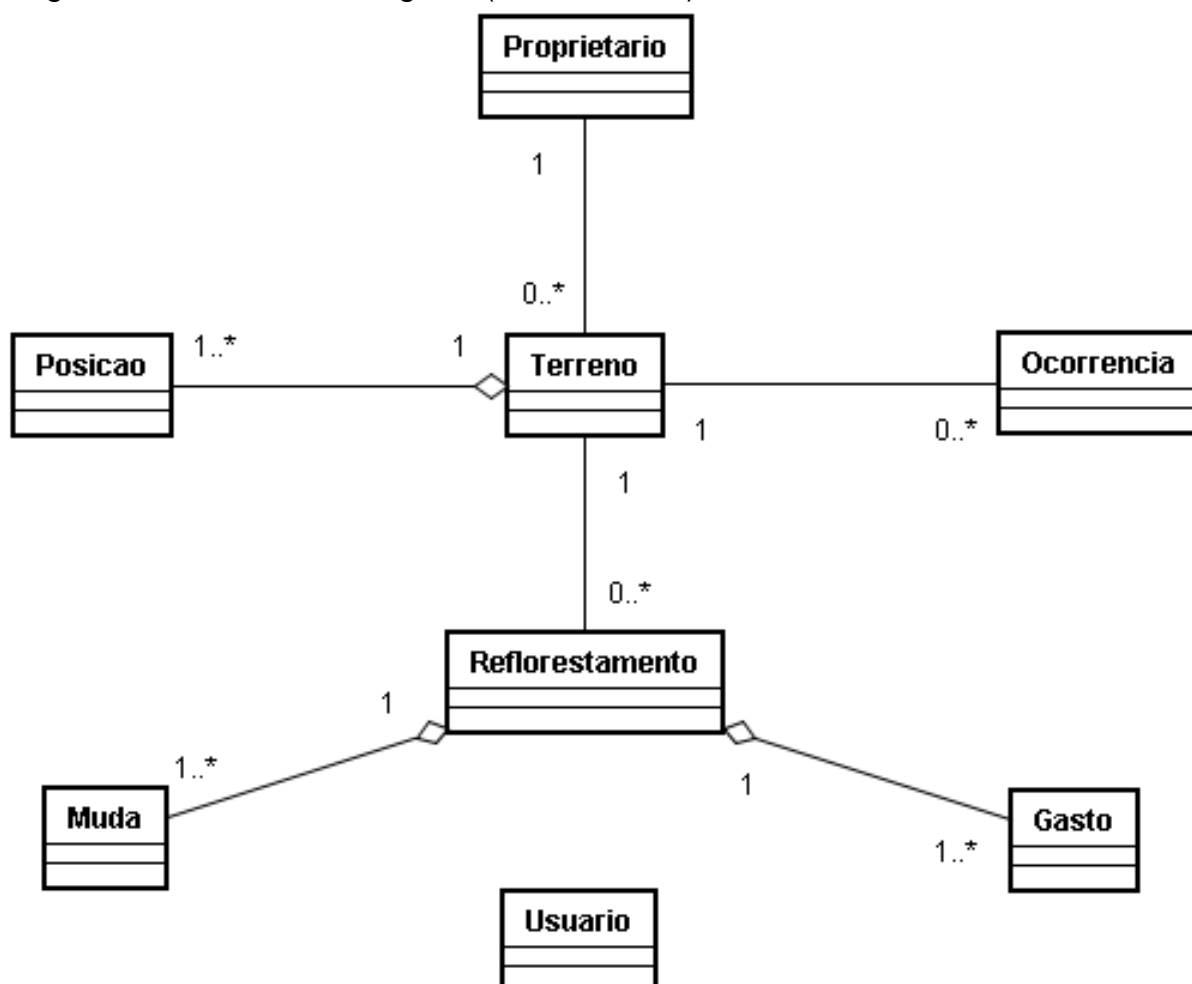 Proprietario
1
0..*
Posicao
1..*
1
Terreno
1
0..*
Ocorrencia
1
0..*
Reflorestamento
1
1..*
Muda
1
1..*
Gasto
Usuario